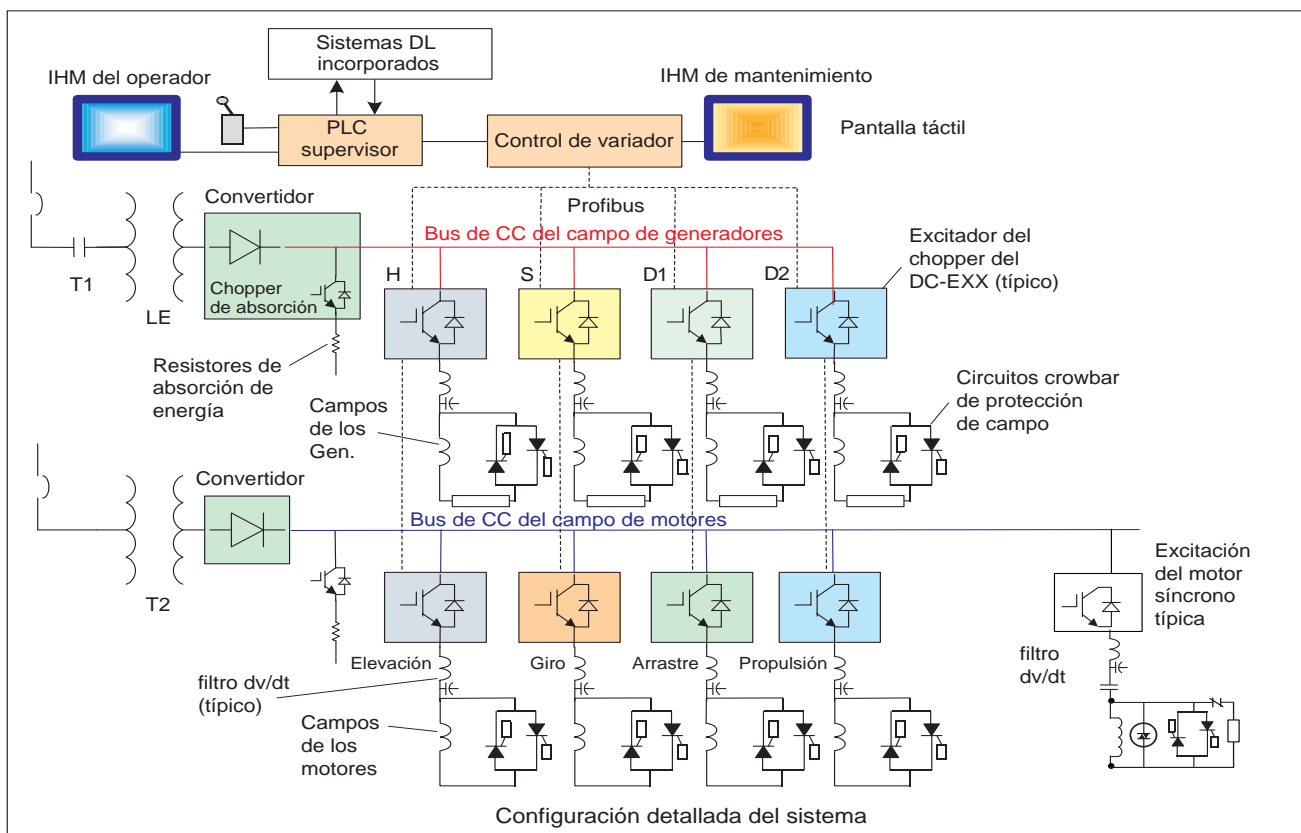 Sistemas DL
incorporados
IHM del operador
IHM de mantenimiento
PLC
supervisor
Control de variador
Pantalla táctil
Convertidor
Profibus
Bus de CC del campo de generadores
Excitador del
chopper del
DC-EXX (típico)
T1
LE
Chopper
de absorción
H
S
D1
D2
Resistores de
absorción de
energía
Campos
de los
Gen.
Circuitos crowbar
de protección
de campo
Convertidor
Bus de CC del campo de motores
T2
Excitación
del motor
síncrono
típica
Elevación
Giro
Arrastre
Propulsión
filtro dv/dt
(típico)
filtro
dv/dt
Campos
de los
motores
Configuración detallada del sistema